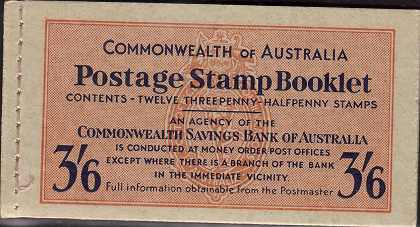 COMMONWEALTH OF AUSTRALIA
Postage Stamp Booklet
CONTENTS - TWELVE THREEPENNY-HALFPENNY STAMPS
AN AGENCY OF THE
COMMONWEALTH SAVINGS BANK OF AUSTRALIA
IS CONDUCTED AT MONEY ORDER POST OFFICES
EXCEPT WHERE THERE IS A BRANCH OF THE BANK
IN THE IMMEDIATE VICINITY.
Full information obtainable from the Postmaster
3/6 3/6